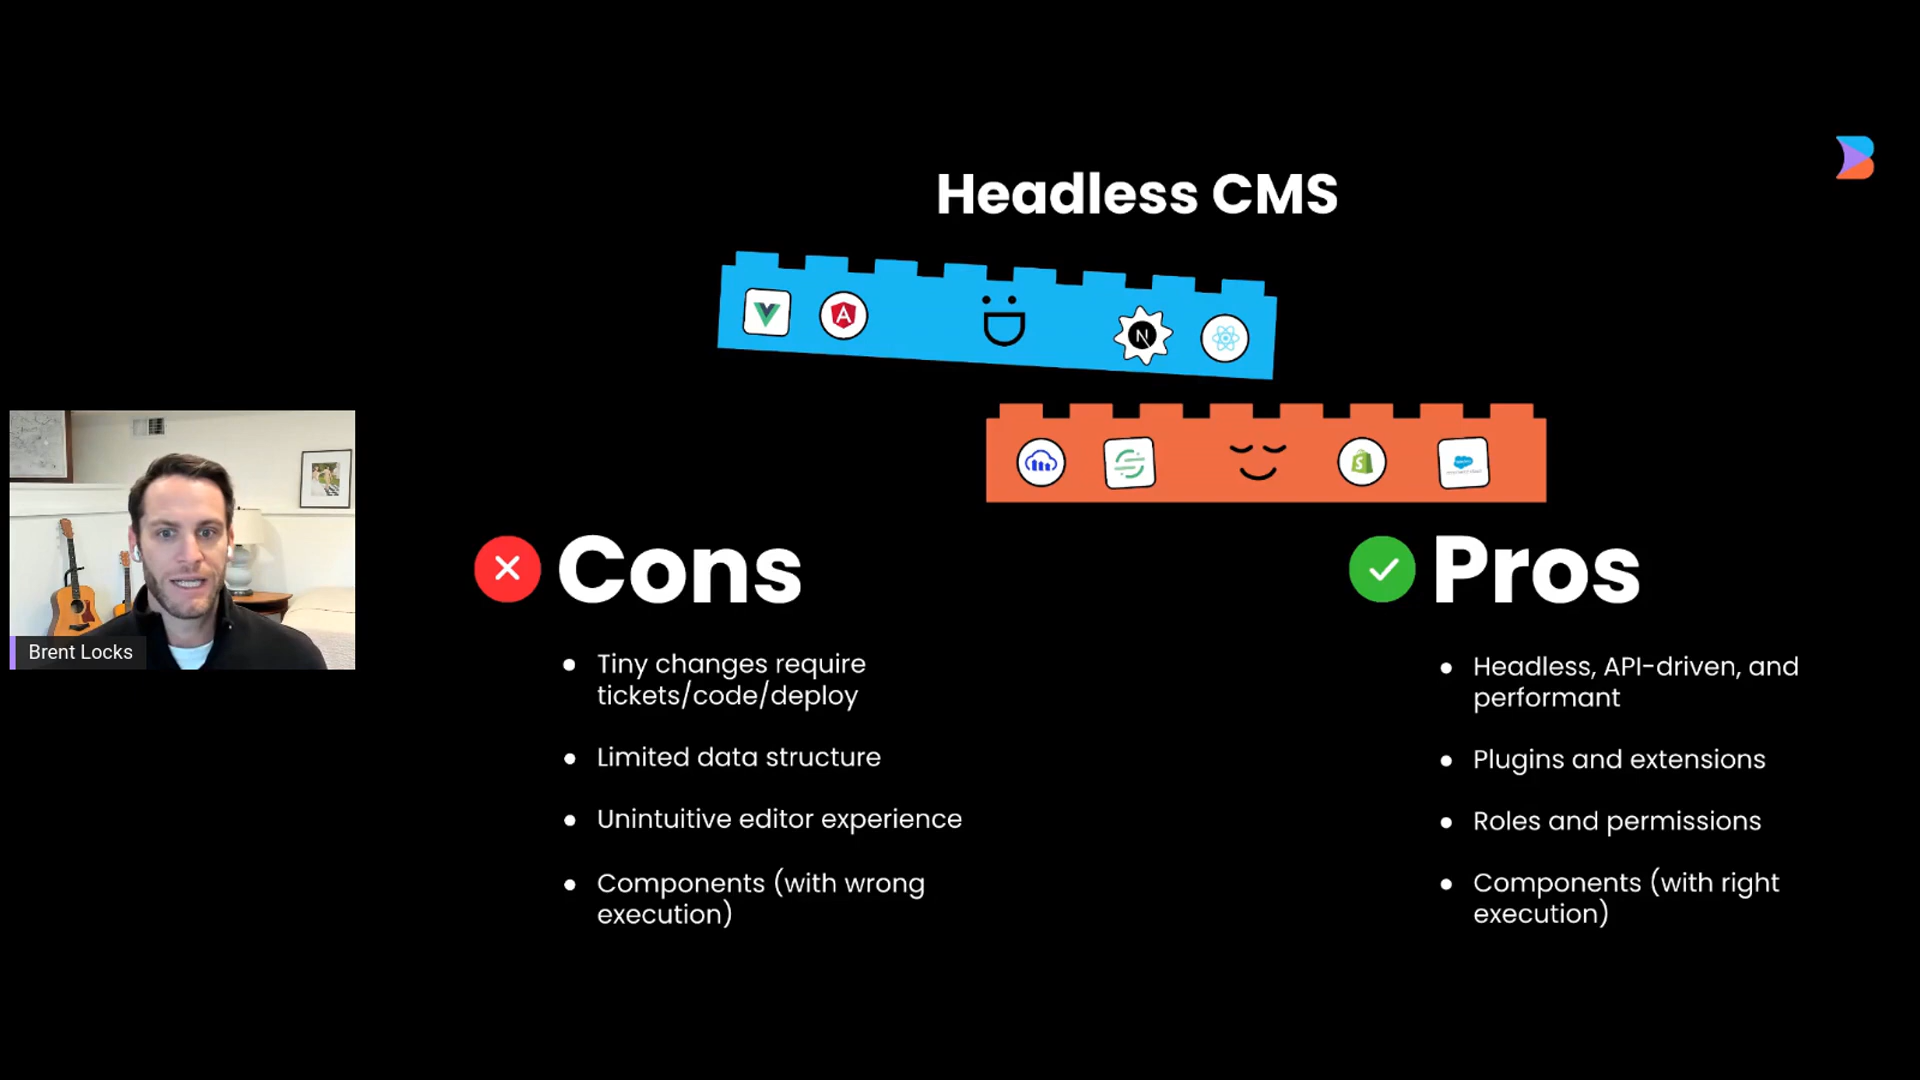 Headless CMS
Cons
Tiny changes require
tickets/code/deploy
Limited data structure
Unintuitive editor experience
Components (with wrong
execution)
Pros
Headless, API-driven, and
performant
Plugins and extensions
Roles and permissions
Components (with right
execution)
Brent Locks